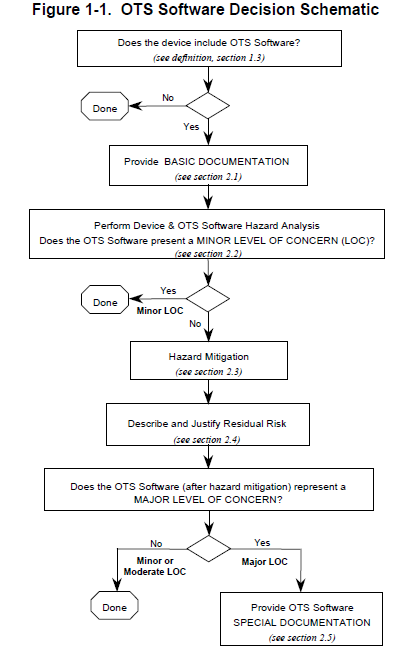 Figure 1-1. OTS Software Decision Schematic
Does the device include OTS Software?
(see definition, section 1.3)
No
Done
Yes
Provide BASIC DOCUMENTATION
(see section 2.1)
Perform Device & OTS Software Hazard Analysis
Does the OTS Software present a MINOR LEVEL OF CONCERN (LOC)?
(see section 2.2)
Yes
Done
Minor LOC
No
Hazard Mitigation
(see section 2.3)
Describe and Justify Residual Risk
(see section 2.4)
Does the OTS Software (after hazard mitigation) represent a
MAJOR LEVEL OF CONCERN?
No
Minor or
Moderate LOC
Yes
Major LOC
Done
Provide OTS Software
SPECIAL DOCUMENTATION
(see section 2.5)